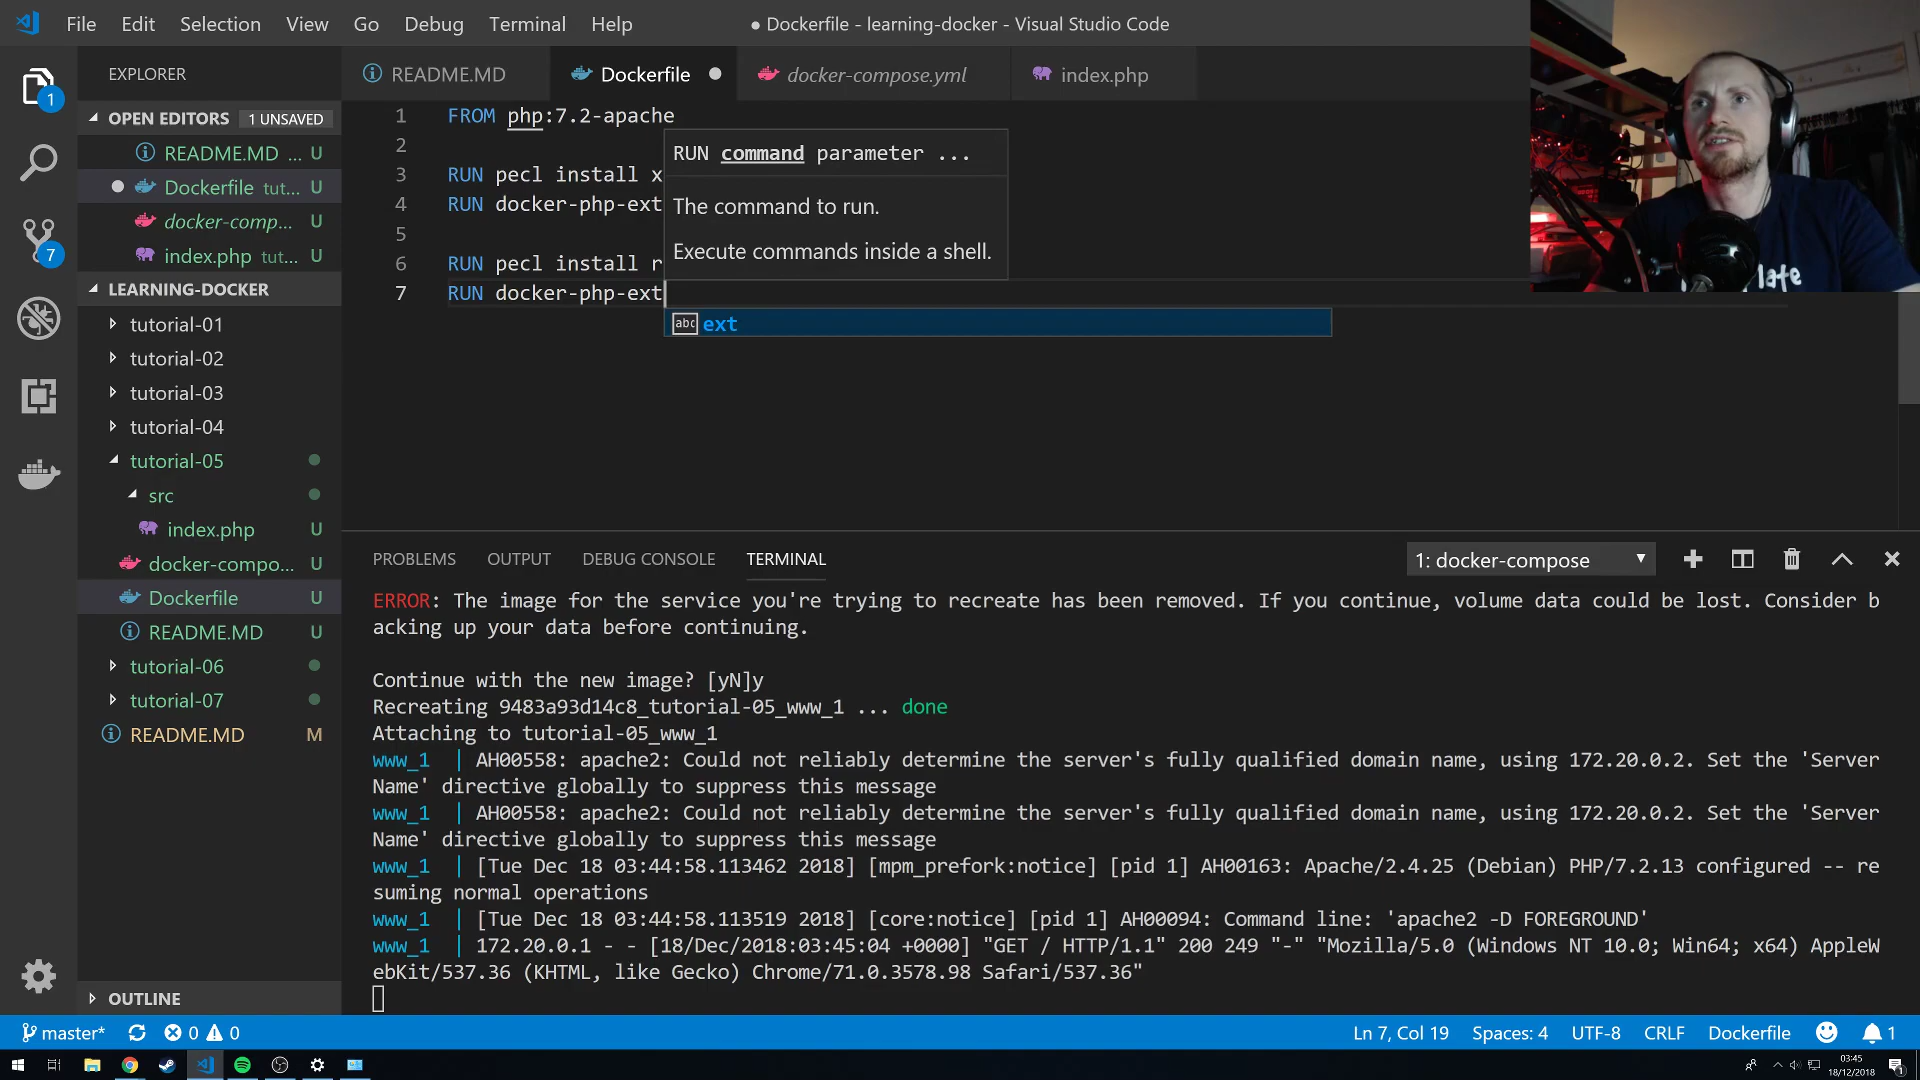 File Edit Selection View Go Debug Terminal Help
● Dockerfile - learning-docker - Visual Studio Code
EXPLORER
README.MD
Dockerfile
docker-compose.yml
index.php
OPEN EDITORS 1 UNSAVED
README.MD ... U
Dockerfile tut... U
docker-comp... U
index.php tut... U
LEARNING-DOCKER
tutorial-01
tutorial-02
tutorial-03
tutorial-04
tutorial-05
src
index.php U
docker-compo... U
Dockerfile U
README.MD U
tutorial-06
tutorial-07
README.MD M
OUTLINE
1
7
1 FROM php:7.2-apache
2
3 RUN pecl install x
4 RUN docker-php-ext
5
6 RUN pecl install r
7 RUN docker-php-ext
RUN command parameter ...
The command to run.
Execute commands inside a shell.
abc ext
late
PROBLEMS OUTPUT DEBUG CONSOLE TERMINAL
1: docker-compose
ERROR: The image for the service you're trying to recreate has been removed. If you continue, volume data could be lost. Consider b
acking up your data before continuing.
Continue with the new image? [yN]y
Recreating 9483a93d14c8_tutorial-05_www_1 ... done
Attaching to tutorial-05_www_1
www_1 | AH00558: apache2: Could not reliably determine the server's fully qualified domain name, using 172.20.0.2. Set the 'Server
Name' directive globally to suppress this message
www_1 | AH00558: apache2: Could not reliably determine the server's fully qualified domain name, using 172.20.0.2. Set the 'Server
Name' directive globally to suppress this message
www_1 | [Tue Dec 18 03:44:58.113462 2018] [mpm_prefork:notice] [pid 1] AH00163: Apache/2.4.25 (Debian) PHP/7.2.13 configured -- re
suming normal operations
www_1 | [Tue Dec 18 03:44:58.113519 2018] [core:notice] [pid 1] AH00094: Command line: 'apache2 -D FOREGROUND'
www_1 | 172.20.0.1 - - [18/Dec/2018:03:45:04 +0000] "GET / HTTP/1.1" 200 249 "-" "Mozilla/5.0 (Windows NT 10.0; Win64; x64) AppleW
ebKit/537.36 (KHTML, like Gecko) Chrome/71.0.3578.98 Safari/537.36"
master* 0 0
Ln 7, Col 19 Spaces: 4 UTF-8 CRLF Dockerfile 1
03:45
18/12/2018